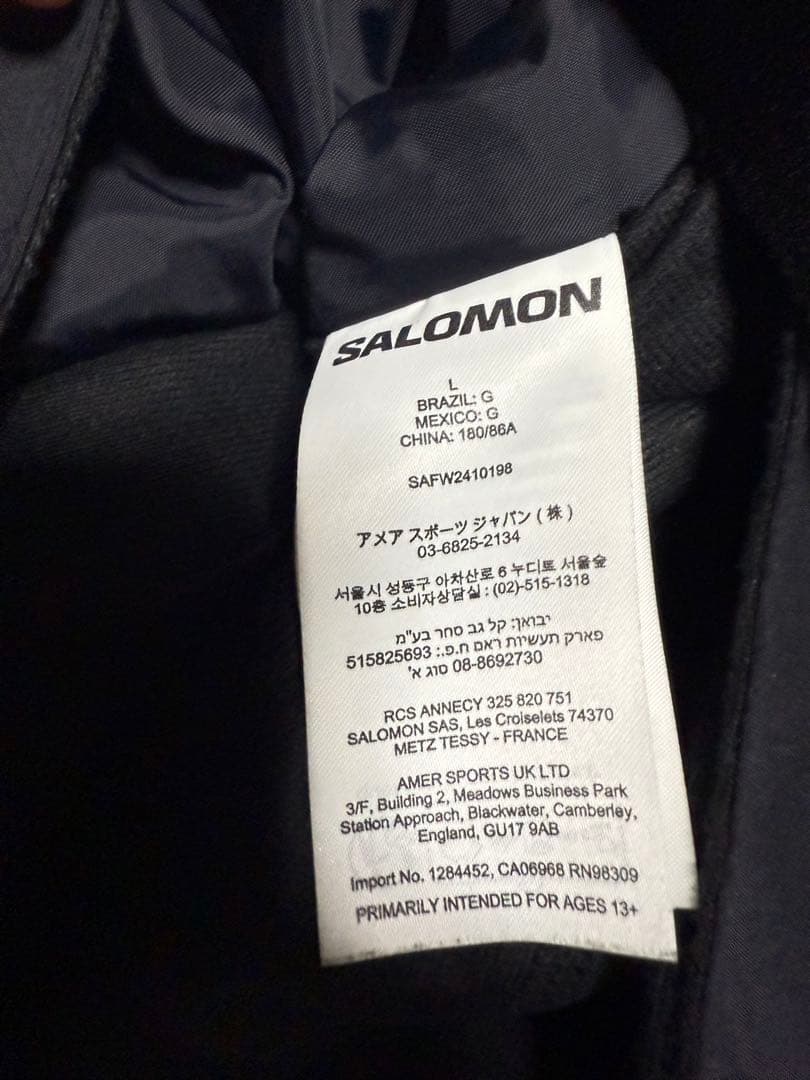 SALOMON
L
BRAZIL: G
MEXICO: G
CHINA: 180/86A
SAFW2410198
アメア スポーツ ジャパン (株)
03-6825-2134
서울시 성동구 아차산로 6 누디트 서울숲
10층 소비자상담실 : (02)-515-1318
יבואן: קל גב סחר בע"מ
פארק תעשיות ראם ח.פ.: 515825693
08-8692730 סוג א'
RCS ANNECY 325 820 751
SALOMON SAS, Les Croiselets 74370
METZ TESSY - FRANCE
AMER SPORTS UK LTD
3/F, Building 2, Meadows Business Park
Station Approach, Blackwater, Camberley,
England, GU17 9AB
Import No. 1284452, CA06968 RN98309
PRIMARILY INTENDED FOR AGES 13+